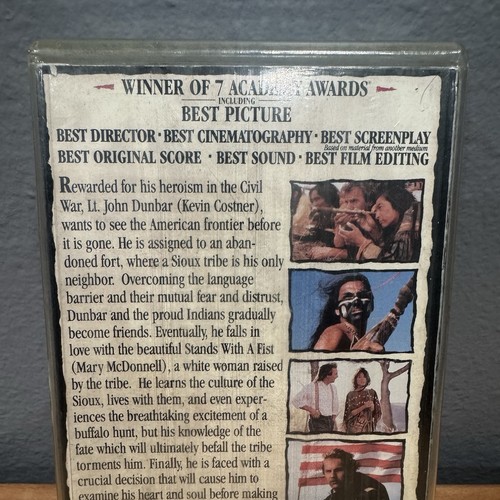 WINNER OF 7 ACADEMY AWARDS®
INCLUDING
BEST PICTURE
BEST DIRECTOR · BEST CINEMATOGRAPHY · BEST SCREENPLAY
Based on material from another medium
BEST ORIGINAL SCORE · BEST SOUND · BEST FILM EDITING
Rewarded for his heroism in the Civil
War, Lt. John Dunbar (Kevin Costner),
wants to see the American frontier before
it is gone. He is assigned to an aban-
doned fort, where a Sioux tribe is his only
neighbor. Overcoming the language
barrier and their mutual fear and distrust,
Dunbar and the proud Indians gradually
become friends. Eventually, he falls in
love with the beautiful Stands With A Fist
(Mary McDonnell), a white woman raised
by the tribe. He learns the culture of the
Sioux, lives with them, and even exper-
iences the breathtaking excitement of a
buffalo hunt, but his knowledge of the
fate which will ultimately befall the tribe
torments him. Finally, he is faced with a
crucial decision that will cause him to
examine his heart and soul before making